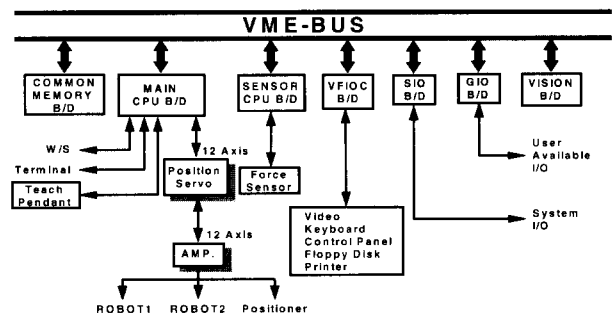 VME-BUS
COMMON
MEMORY
B/D
MAIN
CPU B/D
SENSOR
CPU B/D
VFIOC
B/D
SIO
B/D
GIO
B/D
VISION
B/D
W/S
Terminal
Teach
Pendant
12 Axis
Position
Servo
Force
Sensor
User
Available
I/O
System
I/O
Video
Keyboard
Control Panel
Floppy Disk
Printer
12 Axis
AMP.
ROBOT1
ROBOT2
Positioner